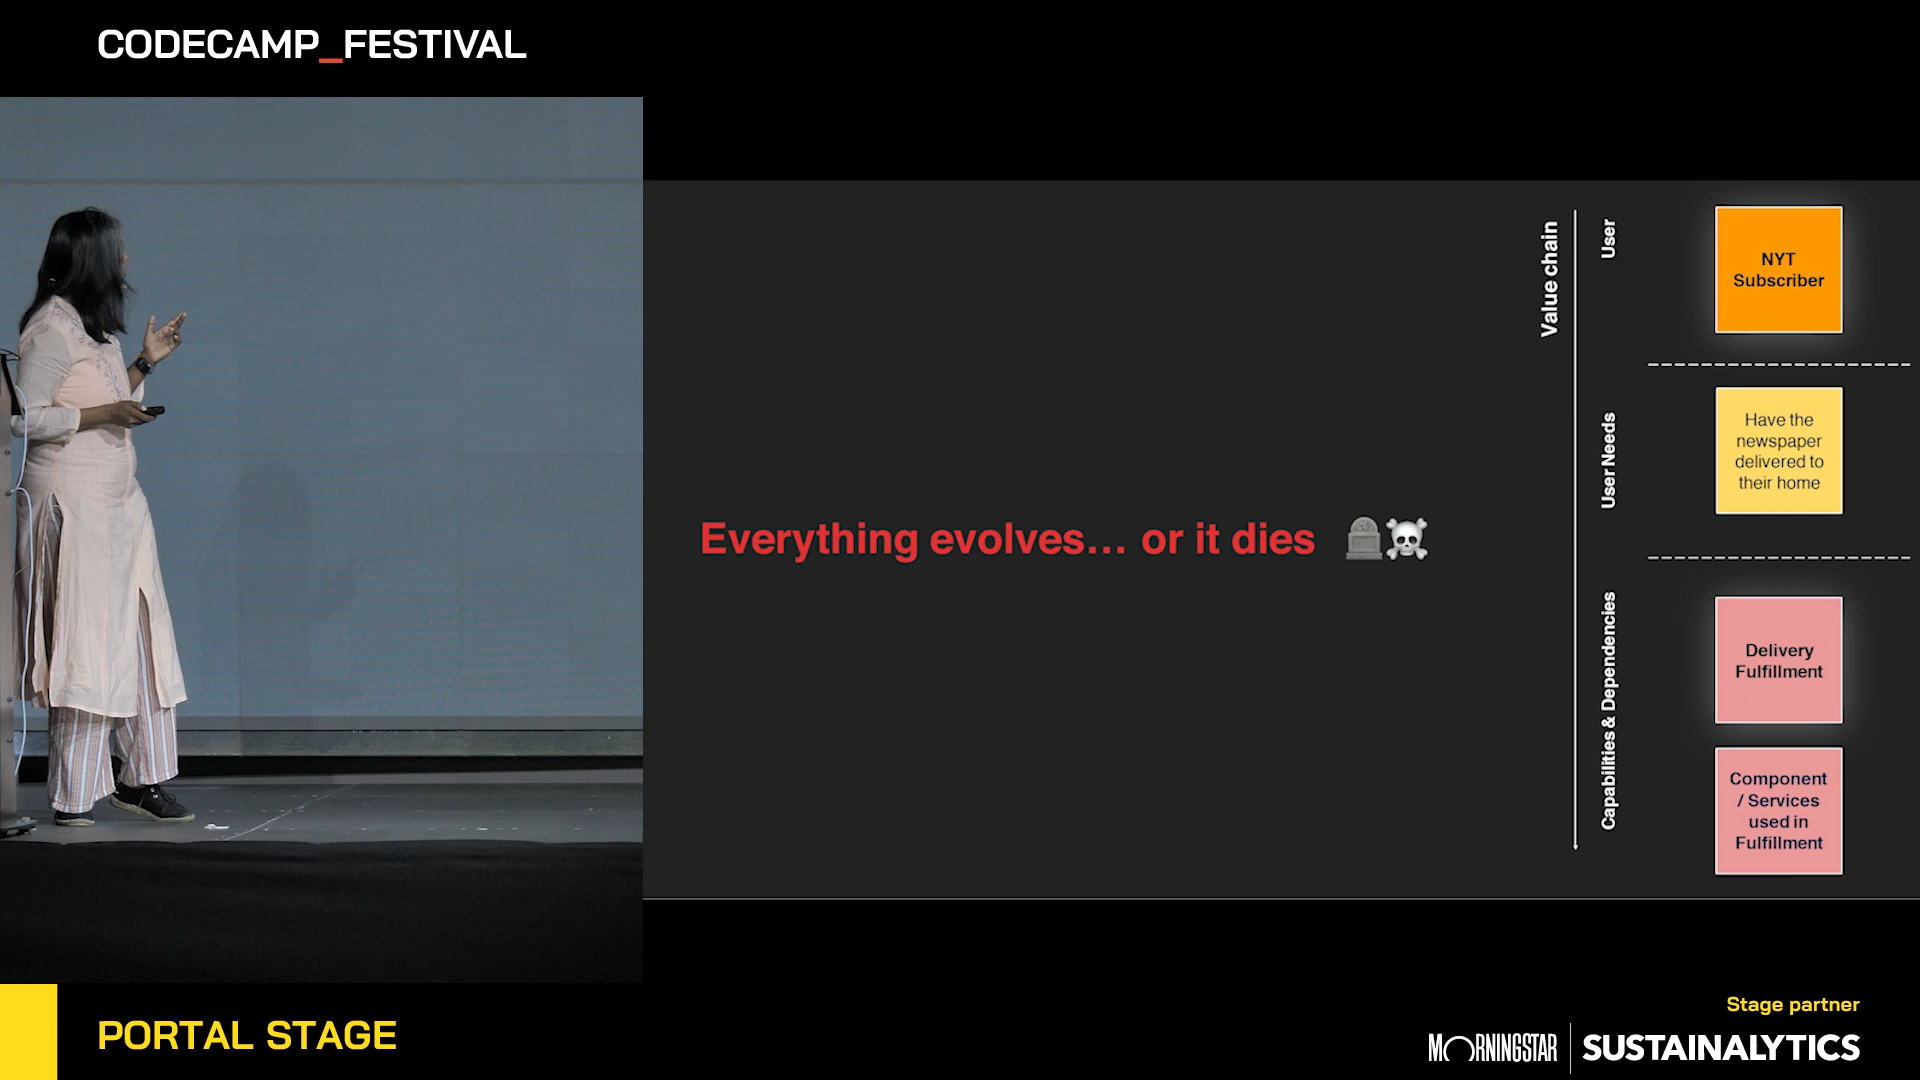 CODECAMP_FESTIVAL
Value chain
User
NYT
Subscriber
User Needs
Have the
newspaper
delivered to
their home
Everything evolves... or it dies 🪦☠️
Capabilities & Dependencies
Delivery
Fulfillment
Component
/ Services
used in
Fulfillment
PORTAL STAGE
Stage partner
MORNINGSTAR | SUSTAINALYTICS